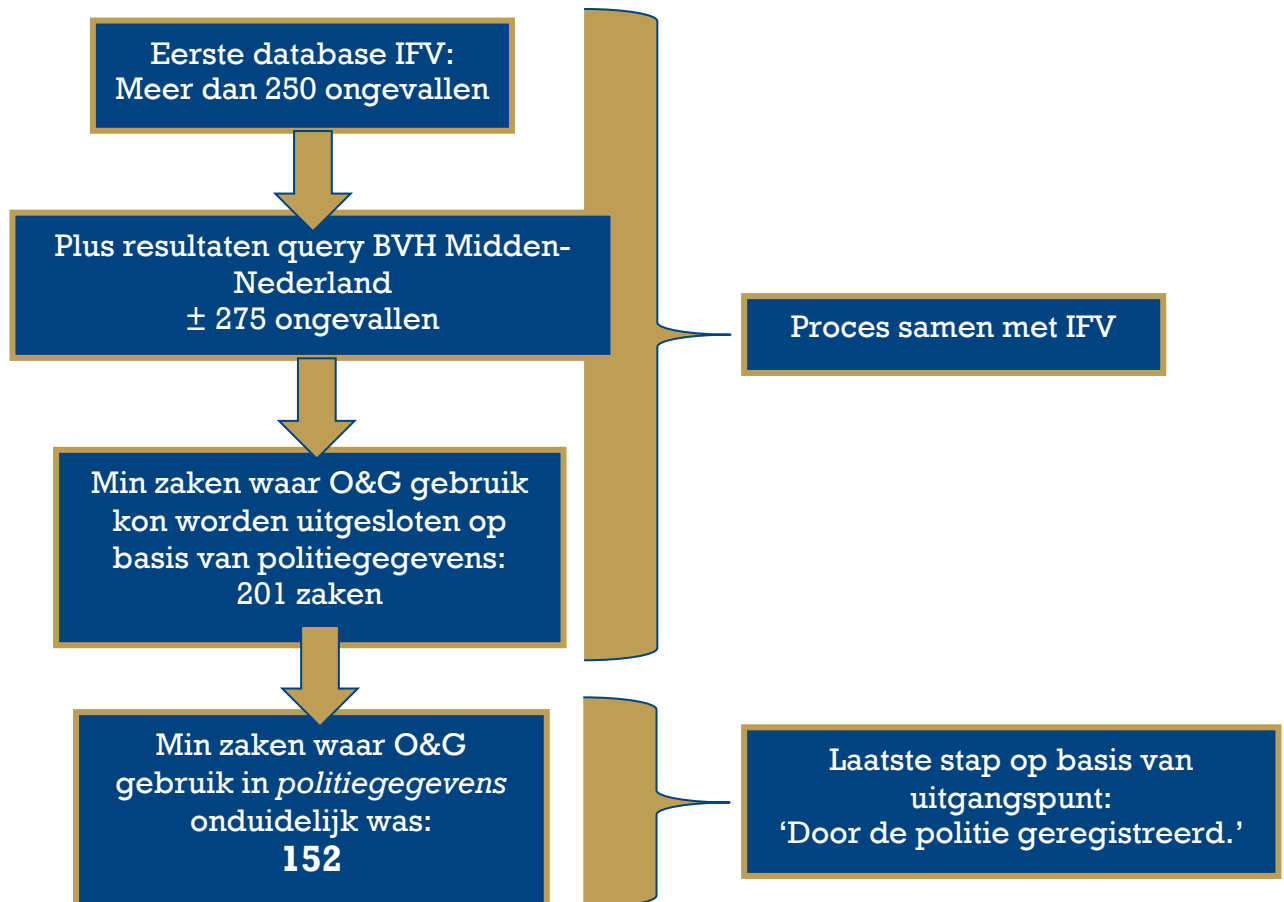 Eerste database IFV:
Meer dan 250 ongevallen
Plus resultaten query BVH Midden-
Nederland
± 275 ongevallen
Proces samen met IFV
Min zaken waar O&G gebruik
kon worden uitgesloten op
basis van politiegegevens:
201 zaken
Min zaken waar O&G
gebruik in politiegegevens
onduidelijk was:
152
Laatste stap op basis van
uitgangspunt:
‘Door de politie geregistreerd.’